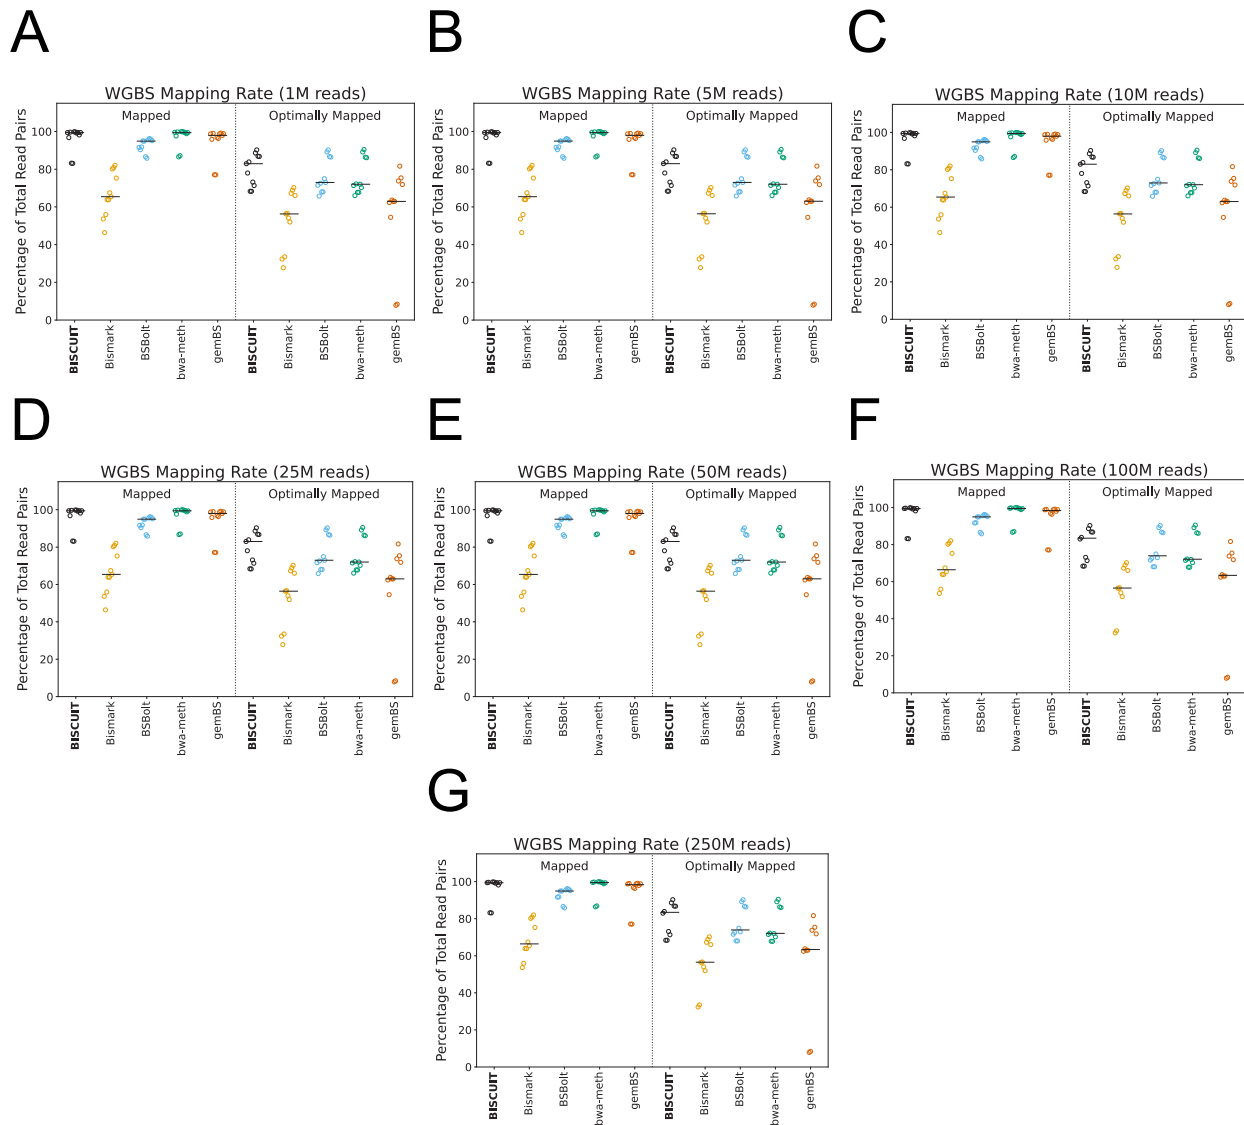 A
B
C
WGBS Mapping Rate (1M reads)
Mapped
Optimally Mapped
Percentage of Total Read Pairs
100
80
60
40
20
0
BISCUIT
Bismark
BSBolt
bwa-meth
gemBS
BISCUIT
Bismark
BSBolt
bwa-meth
gemBS
WGBS Mapping Rate (5M reads)
Mapped
Optimally Mapped
Percentage of Total Read Pairs
100
80
60
40
20
0
BISCUIT
Bismark
BSBolt
bwa-meth
gemBS
BISCUIT
Bismark
BSBolt
bwa-meth
gemBS
WGBS Mapping Rate (10M reads)
Mapped
Optimally Mapped
Percentage of Total Read Pairs
100
80
60
40
20
0
BISCUIT
Bismark
BSBolt
bwa-meth
gemBS
BISCUIT
Bismark
BSBolt
bwa-meth
gemBS
D
E
F
WGBS Mapping Rate (25M reads)
Mapped
Optimally Mapped
Percentage of Total Read Pairs
100
80
60
40
20
0
BISCUIT
Bismark
BSBolt
bwa-meth
gemBS
BISCUIT
Bismark
BSBolt
bwa-meth
gemBS
WGBS Mapping Rate (50M reads)
Mapped
Optimally Mapped
Percentage of Total Read Pairs
100
80
60
40
20
0
BISCUIT
Bismark
BSBolt
bwa-meth
gemBS
BISCUIT
Bismark
BSBolt
bwa-meth
gemBS
WGBS Mapping Rate (100M reads)
Mapped
Optimally Mapped
Percentage of Total Read Pairs
100
80
60
40
20
0
BISCUIT
Bismark
BSBolt
bwa-meth
gemBS
BISCUIT
Bismark
BSBolt
bwa-meth
gemBS
G
WGBS Mapping Rate (250M reads)
Mapped
Optimally Mapped
Percentage of Total Read Pairs
100
80
60
40
20
0
BISCUIT
Bismark
BSBolt
bwa-meth
gemBS
BISCUIT
Bismark
BSBolt
bwa-meth
gemBS